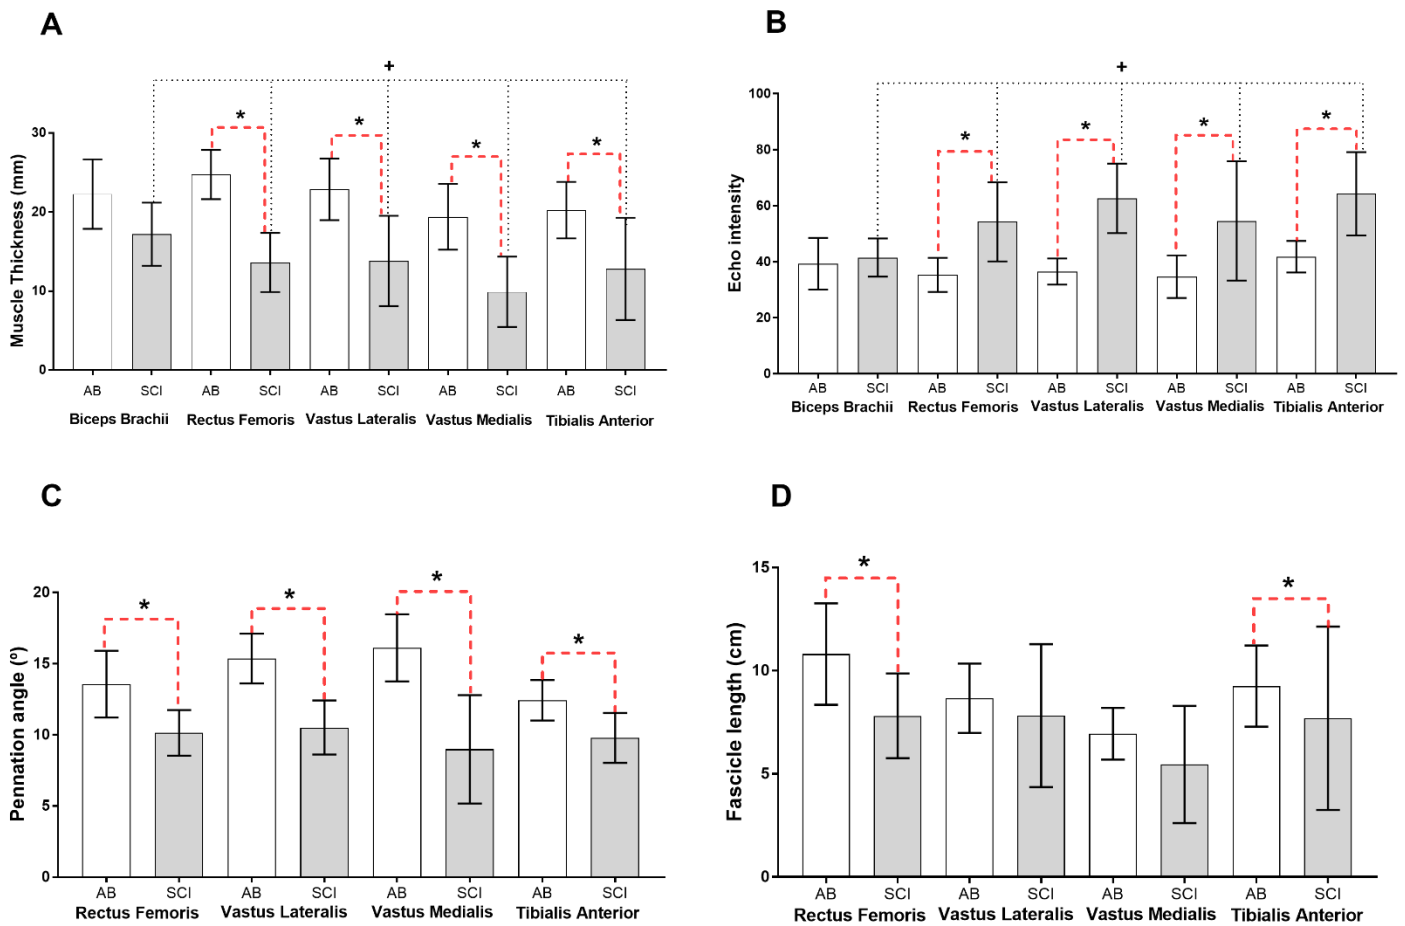 A
+
* * * *
Muscle Thickness (mm)
30
20
10
0
AB SCI AB SCI AB SCI AB SCI AB SCI
Biceps Brachii Rectus Femoris Vastus Lateralis Vastus Medialis Tibialis Anterior
B
+
* * * *
Echo intensity
100
80
60
40
20
0
AB SCI AB SCI AB SCI AB SCI AB SCI
Biceps Brachii Rectus Femoris Vastus Lateralis Vastus Medialis Tibialis Anterior
C
* * * *
Pennation angle (º)
20
15
10
5
0
AB SCI AB SCI AB SCI AB SCI
Rectus Femoris Vastus Lateralis Vastus Medialis Tibialis Anterior
D
* *
Fascicle length (cm)
15
10
5
0
AB SCI AB SCI AB SCI AB SCI
Rectus Femoris Vastus Lateralis Vastus Medialis Tibialis Anterior